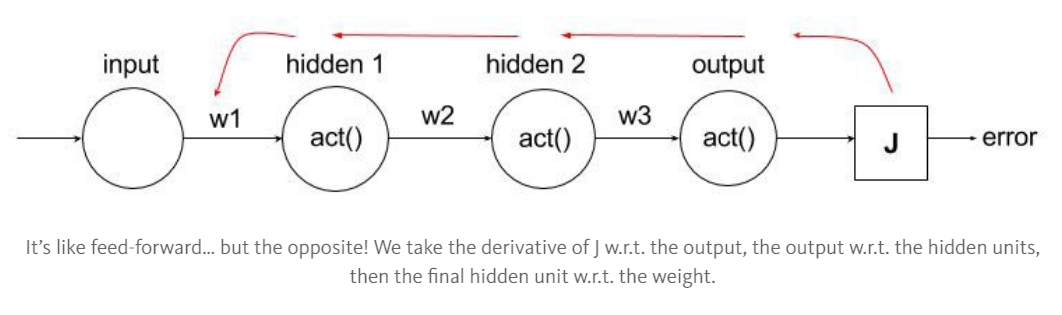 input
hidden 1
hidden 2
output
w1
act()
w2
act()
w3
act()
J
error
It’s like feed-forward… but the opposite! We take the derivative of J w.r.t. the output, the output w.r.t. the hidden units,
then the final hidden unit w.r.t. the weight.